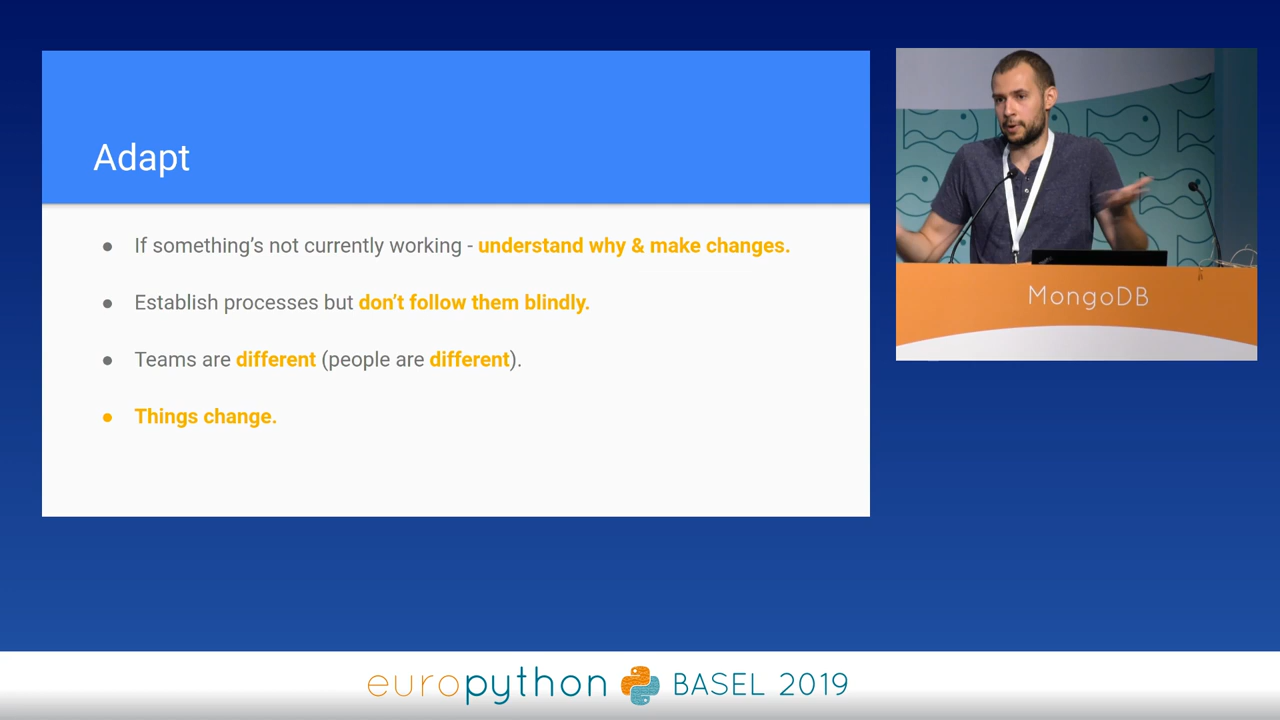 Adapt
● If something's not currently working - understand why & make changes.
● Establish processes but don't follow them blindly.
● Teams are different (people are different).
● Things change.
MongoDB
europython BASEL 2019